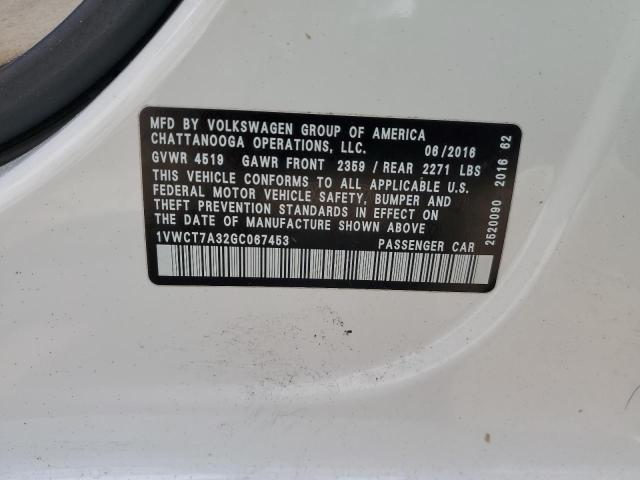 MFD BY VOLKSWAGEN GROUP OF AMERICA
CHATTANOOGA OPERATIONS, LLC. 06/2016
GVWR 4519 GAWR FRONT 2359 / REAR 2271 LBS
THIS VEHICLE CONFORMS TO ALL APPLICABLE U.S.
FEDERAL MOTOR VEHICLE SAFETY, BUMPER AND
THEFT PREVENTION STANDARDS IN EFFECT ON
THE DATE OF MANUFACTURE SHOWN ABOVE
1VWCT7A32GC067453 PASSENGER CAR
2520090 2016 62